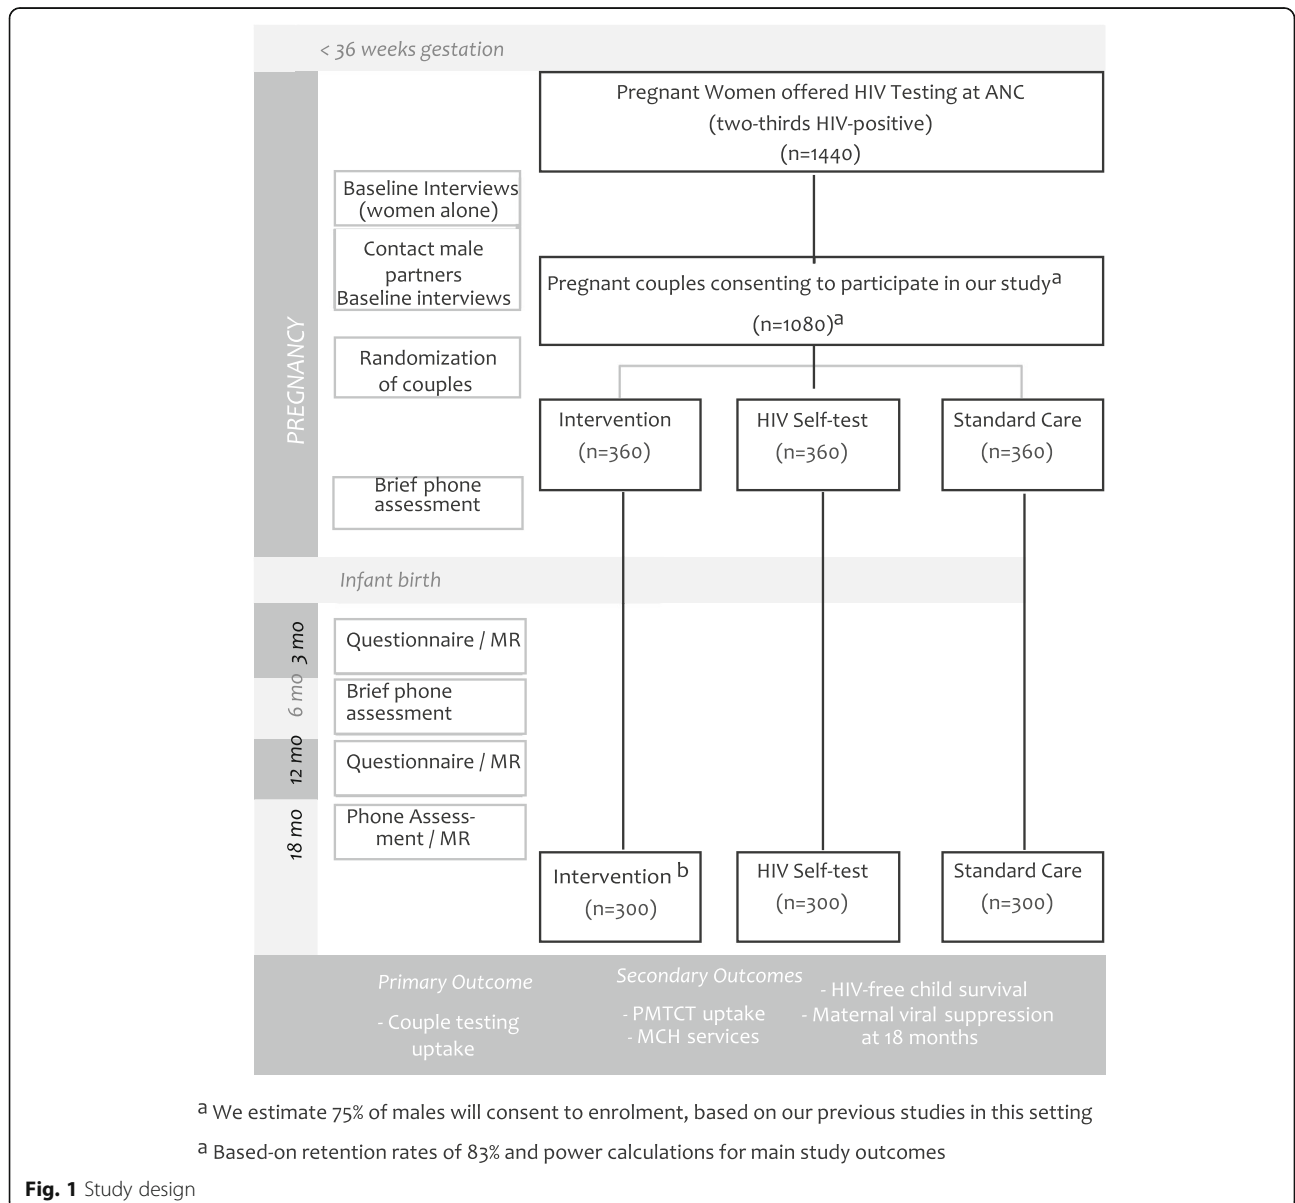 < 36 weeks gestation
Pregnant Women offered HIV Testing at ANC
(two-thirds HIV-positive)
(n=1440)
Baseline Interviews
(women alone)
Contact male
partners
Baseline interviews
Pregnant couples consenting to participate in our study a
(n=1080) a
PREGNANCY
Randomization
of couples
Intervention
(n=360)
HIV Self-test
(n=360)
Standard Care
(n=360)
Brief phone
assessment
Infant birth
3 mo
Questionnaire / MR
6 mo
Brief phone
assessment
12 mo
Questionnaire / MR
18 mo
Phone Assess-
ment / MR
Intervention b
(n=300)
HIV Self-test
(n=300)
Standard Care
(n=300)
Primary Outcome
- Couple testing
uptake
Secondary Outcomes
- PMTCT uptake
- MCH services
- HIV-free child survival
- Maternal viral suppression
at 18 months
a We estimate 75% of males will consent to enrolment, based on our previous studies in this setting
a Based-on retention rates of 83% and power calculations for main study outcomes
Fig. 1 Study design